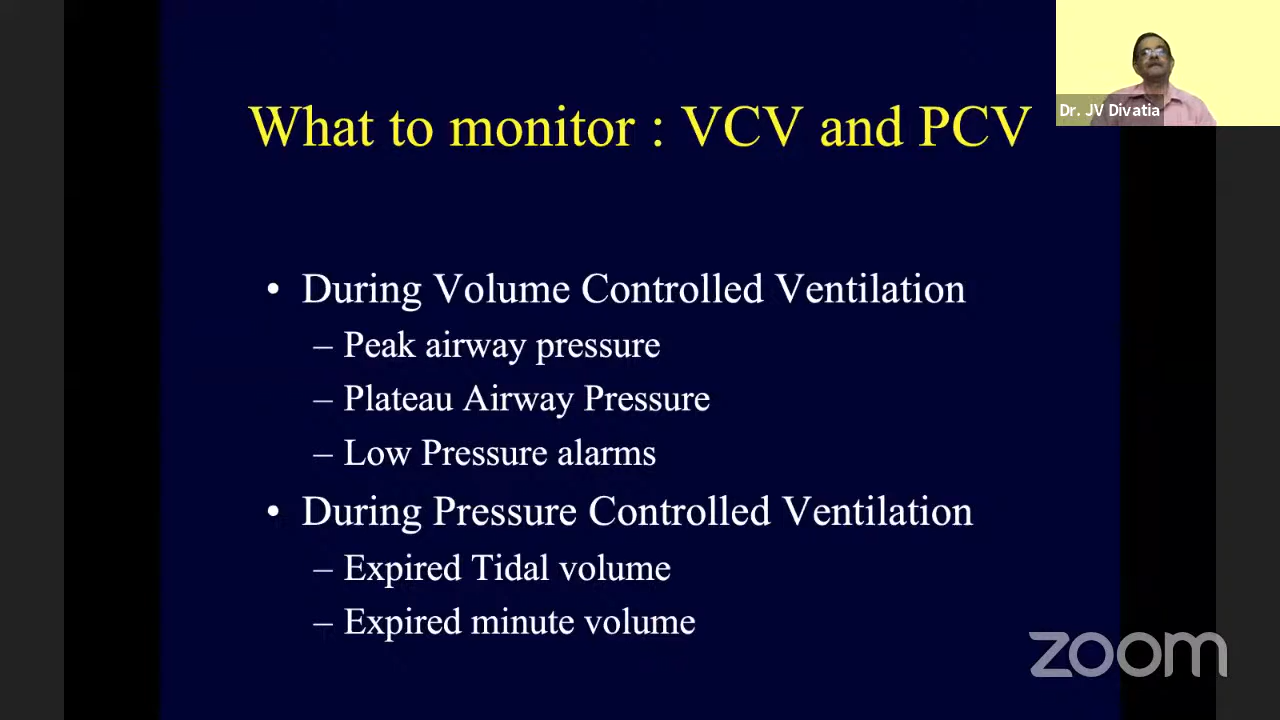 Dr. JV Divatia
What to monitor : VCV and PCV
• During Volume Controlled Ventilation
– Peak airway pressure
– Plateau Airway Pressure
– Low Pressure alarms
• During Pressure Controlled Ventilation
– Expired Tidal volume
– Expired minute volume
zoom